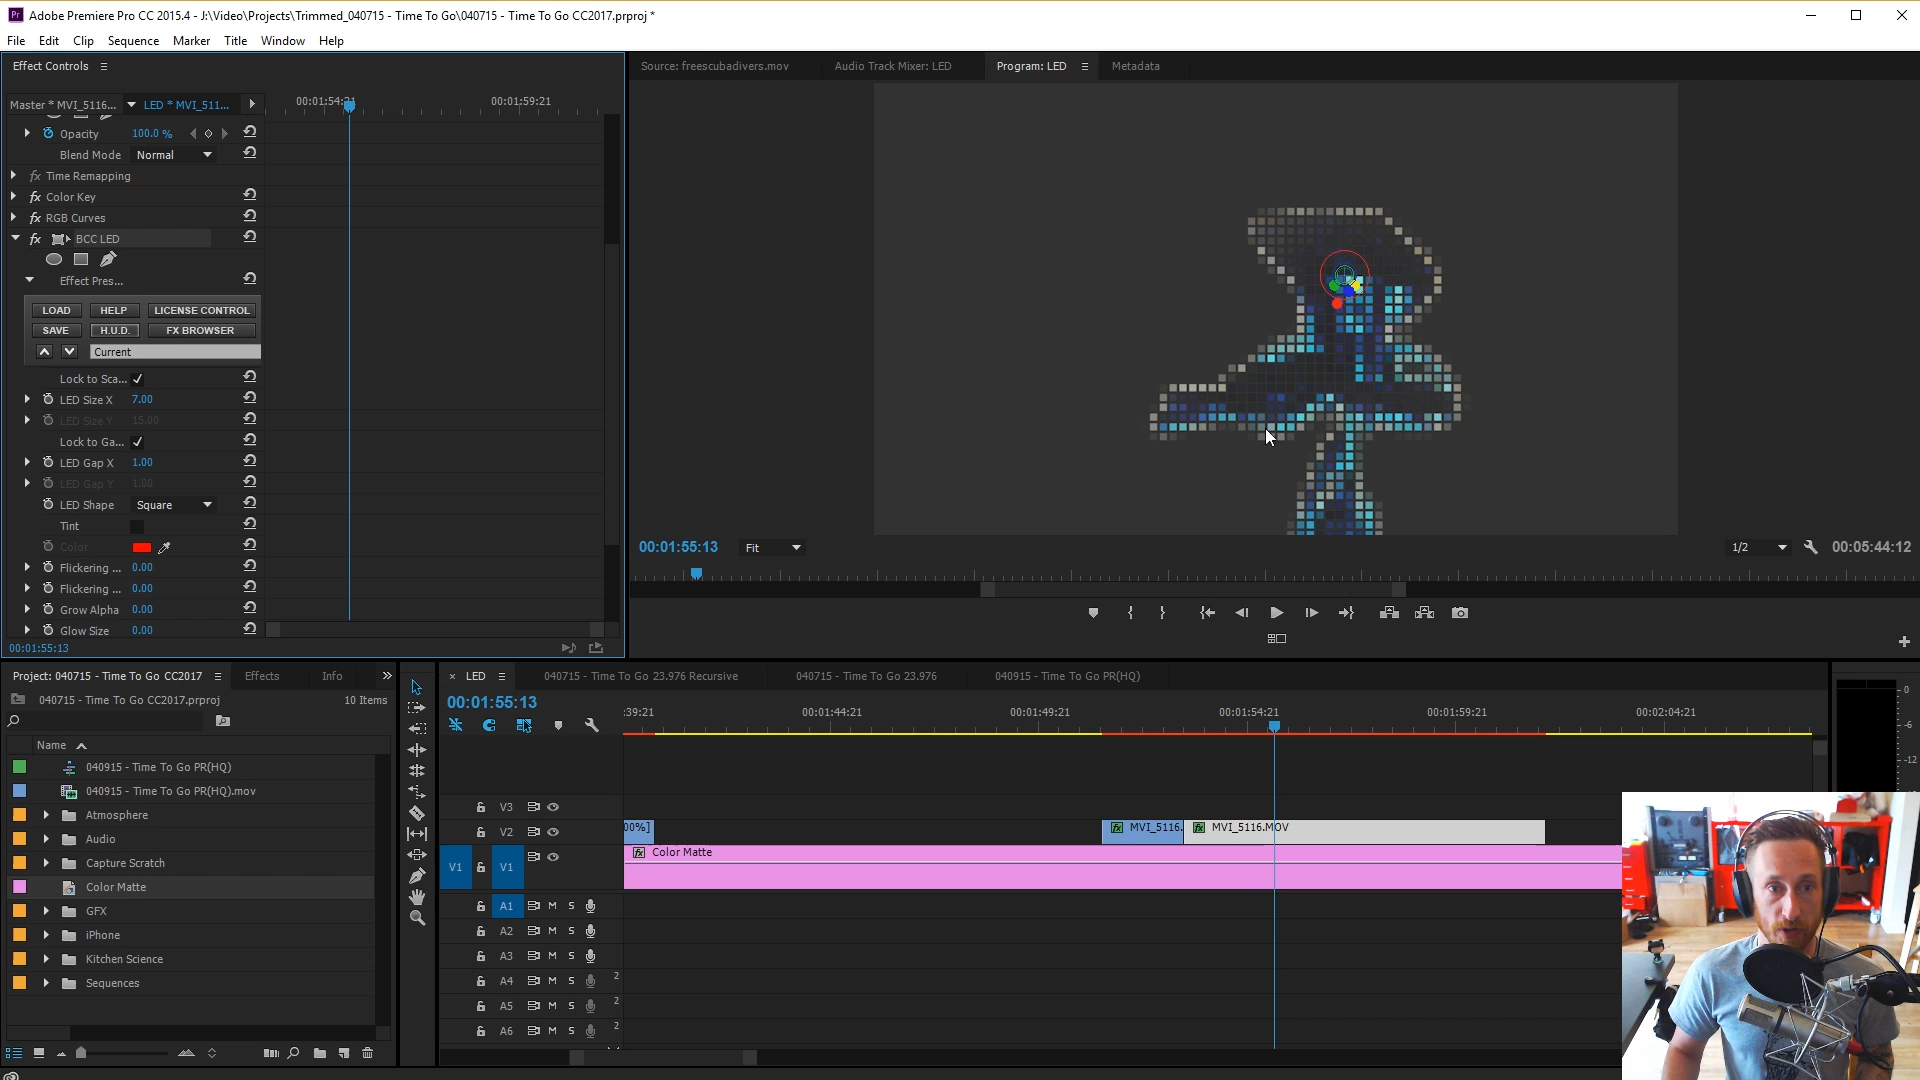 Adobe Premiere Pro CC 2015.4 - J:\Video\Projects\Trimmed_040715 - Time To Go\040715 - Time To Go CC2017.prproj *
File Edit Clip Sequence Marker Title Window Help
Effect Controls
Master * MVI_5116... LED * MVI_511...
00:01:54:21 00:01:59:21
Opacity 100.0 %
Blend Mode Normal
fx Time Remapping
fx Color Key
fx RGB Curves
fx BCC LED
Effect Pres...
LOAD HELP LICENSE CONTROL
SAVE H.U.D. FX BROWSER
Current
Lock to Sca...
LED Size X 7.00
LED Size Y 15.00
Lock to Ga...
LED Gap X 1.00
LED Gap Y 1.00
LED Shape Square
Tint
Color
Flickering ... 0.00
Flickering ... 0.00
Grow Alpha 0.00
Glow Size 0.00
00:01:55:13
Source: freescubadivers.mov Audio Track Mixer: LED Program: LED Metadata
00:01:55:13 Fit 1/2 00:05:44:12
Project: 040715 - Time To Go CC2017 Effects Info
040715 - Time To Go CC2017.prproj 10 Items
Name
040915 - Time To Go PR(HQ)
040915 - Time To Go PR(HQ).mov
Atmosphere
Audio
Capture Scratch
Color Matte
GFX
iPhone
Kitchen Science
Sequences
LED 040715 - Time To Go 23.976 Recursive 040715 - Time To Go 23.976 040915 - Time To Go PR(HQ)
00:01:55:13
:39:21 00:01:44:21 00:01:49:21 00:01:54:21 00:01:59:21 00:02:04:21
V3
V2 00%] fx MVI_5116. fx MVI_5116.MOV
V1 V1 fx Color Matte
A1 M S
A2 M S
A3 M S
A4 M S 2
A5 M S 2
A6 M S 2
0
-6
-12